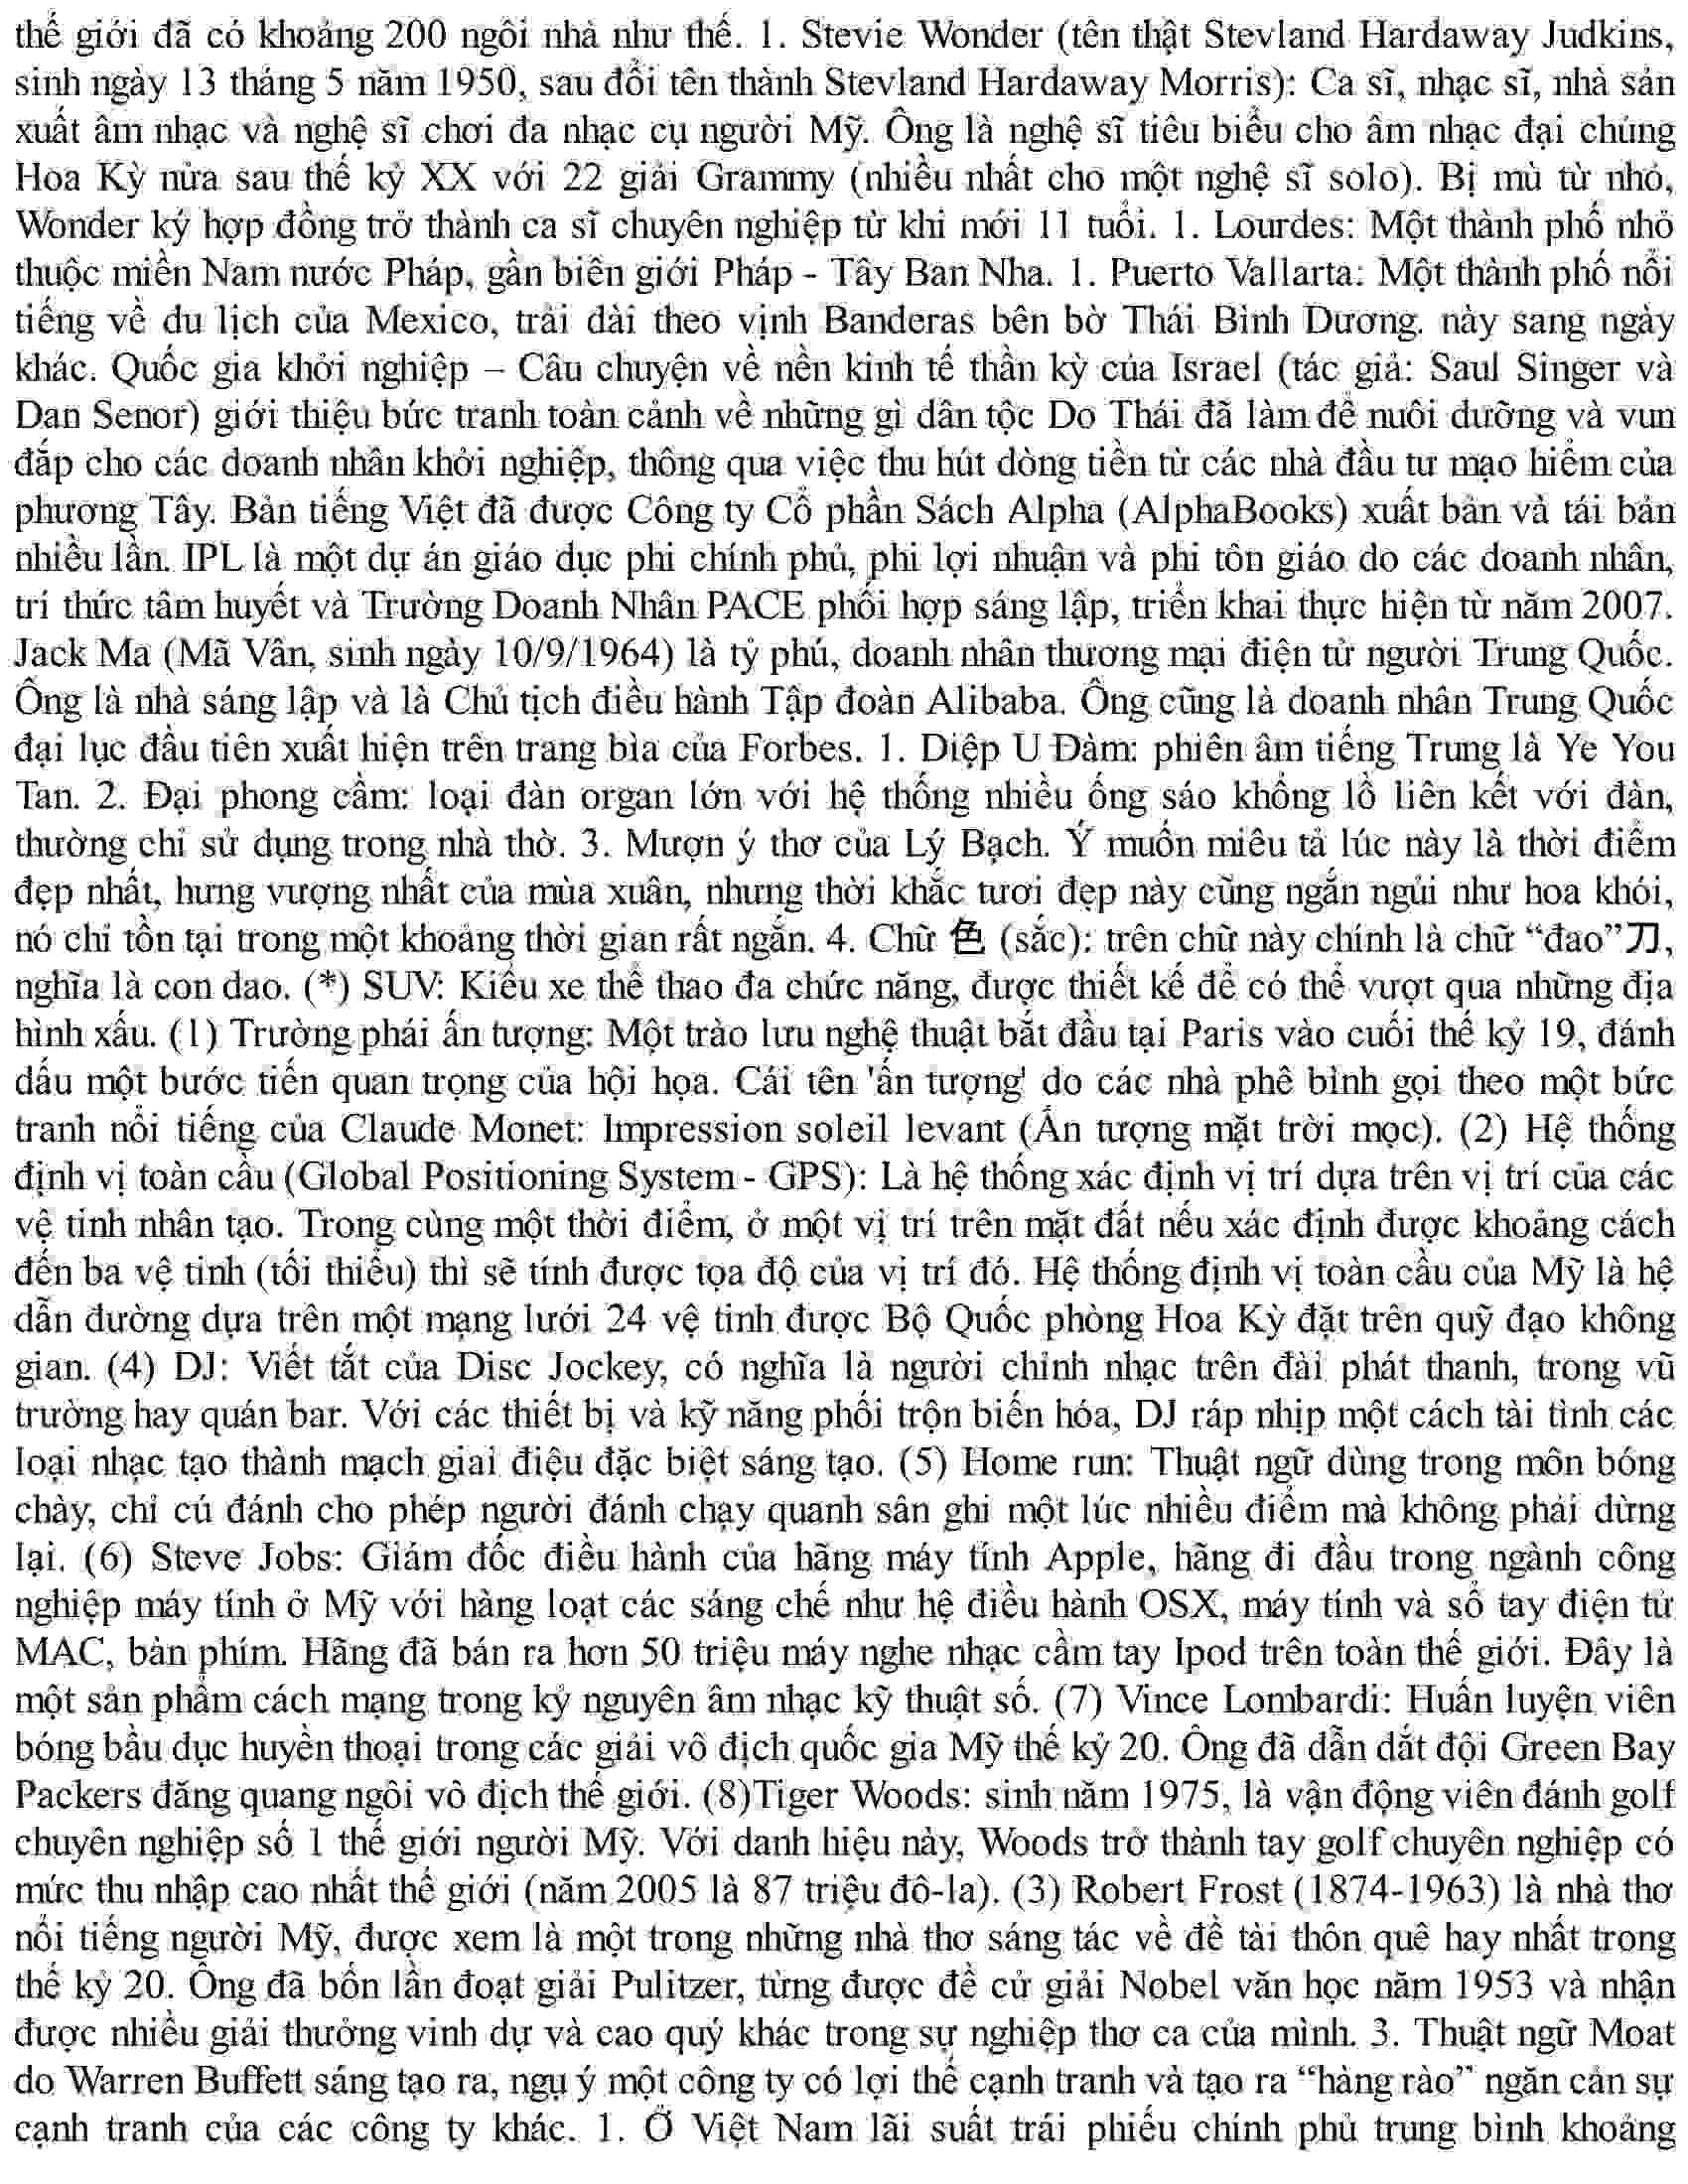 thế giới đã có khoảng 200 ngôi nhà như thế. 1. Stevie Wonder (tên thật Stevland Hardaway Judkins,
sinh ngày 13 tháng 5 năm 1950, sau đổi tên thành Stevland Hardaway Morris): Ca sĩ, nhạc sĩ, nhà sản
xuất âm nhạc và nghệ sĩ chơi đa nhạc cụ người Mỹ. Ông là nghệ sĩ tiêu biểu cho âm nhạc đại chúng
Hoa Kỳ nửa sau thế kỷ XX với 22 giải Grammy (nhiều nhất cho một nghệ sĩ solo). Bị mù từ nhỏ,
Wonder ký hợp đồng trở thành ca sĩ chuyên nghiệp từ khi mới 11 tuổi. 1. Lourdes: Một thành phố nhỏ
thuộc miền Nam nước Pháp, gần biên giới Pháp - Tây Ban Nha. 1. Puerto Vallarta: Một thành phố nổi
tiếng về du lịch của Mexico, trải dài theo vịnh Banderas bên bờ Thái Bình Dương. này sang ngày
khác. Quốc gia khởi nghiệp – Câu chuyện về nền kinh tế thần kỳ của Israel (tác giả: Saul Singer và
Dan Senor) giới thiệu bức tranh toàn cảnh về những gì dân tộc Do Thái đã làm để nuôi dưỡng và vun
đắp cho các doanh nhân khởi nghiệp, thông qua việc thu hút dòng tiền từ các nhà đầu tư mạo hiểm của
phương Tây. Bản tiếng Việt đã được Công ty Cổ phần Sách Alpha (AlphaBooks) xuất bản và tái bản
nhiều lần. IPL là một dự án giáo dục phi chính phủ, phi lợi nhuận và phi tôn giáo do các doanh nhân,
trí thức tâm huyết và Trường Doanh Nhân PACE phối hợp sáng lập, triển khai thực hiện từ năm 2007.
Jack Ma (Mã Vân, sinh ngày 10/9/1964) là tỷ phú, doanh nhân thương mại điện tử người Trung Quốc.
Ông là nhà sáng lập và là Chủ tịch điều hành Tập đoàn Alibaba. Ông cũng là doanh nhân Trung Quốc
đại lục đầu tiên xuất hiện trên trang bìa của Forbes. 1. Diệp U Đàm: phiên âm tiếng Trung là Ye You
Tan. 2. Đại phong cầm: loại đàn organ lớn với hệ thống nhiều ống sáo khổng lồ liên kết với đàn,
thường chỉ sử dụng trong nhà thờ. 3. Mượn ý thơ của Lý Bạch. Ý muốn miêu tả lúc này là thời điểm
đẹp nhất, hưng vượng nhất của mùa xuân, nhưng thời khắc tươi đẹp này cũng ngắn ngủi như hoa khói,
nó chỉ tồn tại trong một khoảng thời gian rất ngắn. 4. Chữ 色 (sắc): trên chữ này chính là chữ “đao”刀,
nghĩa là con dao. (*) SUV: Kiểu xe thể thao đa chức năng, được thiết kế để có thể vượt qua những địa
hình xấu. (1) Trường phái ấn tượng: Một trào lưu nghệ thuật bắt đầu tại Paris vào cuối thế kỷ 19, đánh
dấu một bước tiến quan trọng của hội họa. Cái tên 'ấn tượng' do các nhà phê bình gọi theo một bức
tranh nổi tiếng của Claude Monet: Impression soleil levant (Ấn tượng mặt trời mọc). (2) Hệ thống
định vị toàn cầu (Global Positioning System - GPS): Là hệ thống xác định vị trí dựa trên vị trí của các
vệ tinh nhân tạo. Trong cùng một thời điểm, ở một vị trí trên mặt đất nếu xác định được khoảng cách
đến ba vệ tinh (tối thiểu) thì sẽ tính được tọa độ của vị trí đó. Hệ thống định vị toàn cầu của Mỹ là hệ
dẫn đường dựa trên một mạng lưới 24 vệ tinh được Bộ Quốc phòng Hoa Kỳ đặt trên quỹ đạo không
gian. (4) DJ: Viết tắt của Disc Jockey, có nghĩa là người chỉnh nhạc trên đài phát thanh, trong vũ
trường hay quán bar. Với các thiết bị và kỹ năng phối trộn biến hóa, DJ ráp nhịp một cách tài tình các
loại nhạc tạo thành mạch giai điệu đặc biệt sáng tạo. (5) Home run: Thuật ngữ dùng trong môn bóng
chày, chỉ cú đánh cho phép người đánh chạy quanh sân ghi một lúc nhiều điểm mà không phải dừng
lại. (6) Steve Jobs: Giám đốc điều hành của hãng máy tính Apple, hãng đi đầu trong ngành công
nghiệp máy tính ở Mỹ với hàng loạt các sáng chế như hệ điều hành OSX, máy tính và sổ tay điện tử
MAC, bàn phím. Hãng đã bán ra hơn 50 triệu máy nghe nhạc cầm tay Ipod trên toàn thế giới. Đây là
một sản phẩm cách mạng trong kỷ nguyên âm nhạc kỹ thuật số. (7) Vince Lombardi: Huấn luyện viên
bóng bầu dục huyền thoại trong các giải vô địch quốc gia Mỹ thế kỷ 20. Ông đã dẫn dắt đội Green Bay
Packers đăng quang ngôi vô địch thế giới. (8)Tiger Woods: sinh năm 1975, là vận động viên đánh golf
chuyên nghiệp số 1 thế giới người Mỹ. Với danh hiệu này, Woods trở thành tay golf chuyên nghiệp có
mức thu nhập cao nhất thế giới (năm 2005 là 87 triệu đô-la). (3) Robert Frost (1874-1963) là nhà thơ
nổi tiếng người Mỹ, được xem là một trong những nhà thơ sáng tác về đề tài thôn quê hay nhất trong
thế kỷ 20. Ông đã bốn lần đoạt giải Pulitzer, từng được đề cử giải Nobel văn học năm 1953 và nhận
được nhiều giải thưởng vinh dự và cao quý khác trong sự nghiệp thơ ca của mình. 3. Thuật ngữ Moat
do Warren Buffett sáng tạo ra, ngụ ý một công ty có lợi thế cạnh tranh và tạo ra “hàng rào” ngăn cản sự
cạnh tranh của các công ty khác. 1. Ở Việt Nam lãi suất trái phiếu chính phủ trung bình khoảng